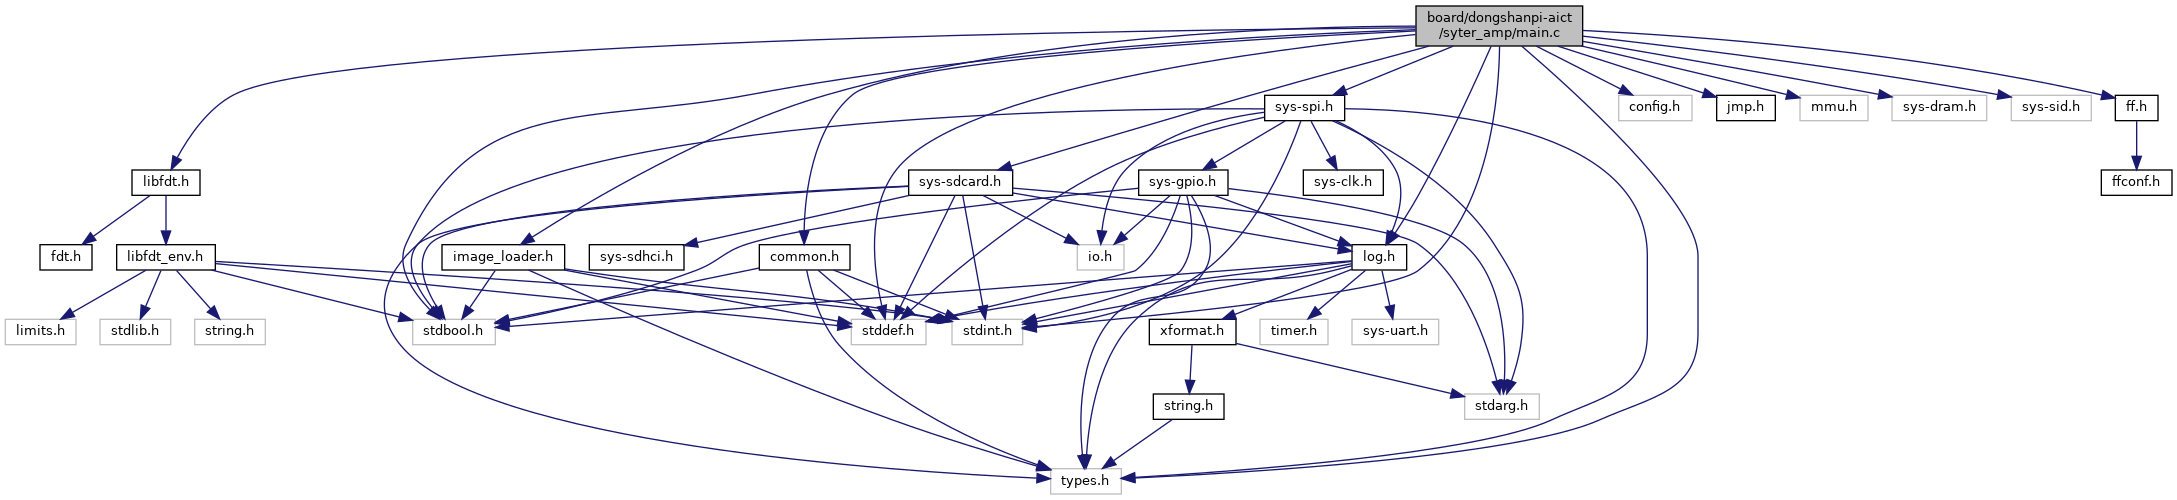 board/dongshanpi-aict
/syter_amp/main.c
sys-spi.h
config.h
jmp.h
mmu.h
sys-dram.h
sys-sid.h
ff.h
libfdt.h
sys-sdcard.h
sys-gpio.h
sys-clk.h
ffconf.h
fdt.h
libfdt_env.h
image_loader.h
sys-sdhci.h
common.h
io.h
log.h
limits.h
stdlib.h
string.h
stdbool.h
stddef.h
stdint.h
xformat.h
timer.h
sys-uart.h
string.h
stdarg.h
types.h